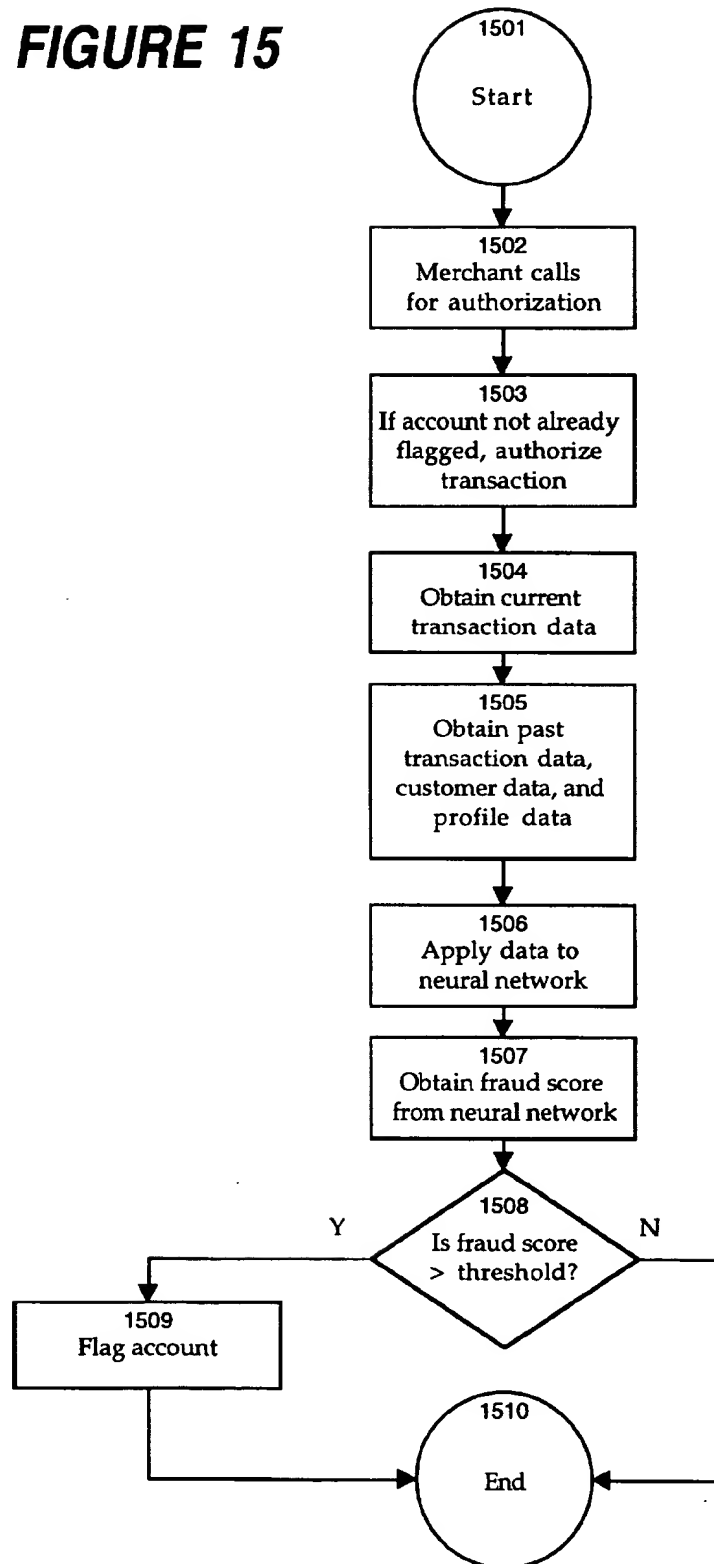 FIGURE 15
1501
Start
1502
Merchant calls
for authorization
1503
If account not already
flagged, authorize
transaction
1504
Obtain current
transaction data
1505
Obtain past
transaction data,
customer data, and
profile data
1506
Apply data to
neural network
1507
Obtain fraud score
from neural network
1508
Y
N
Is fraud score
> threshold?
1509
Flag account
1510
End